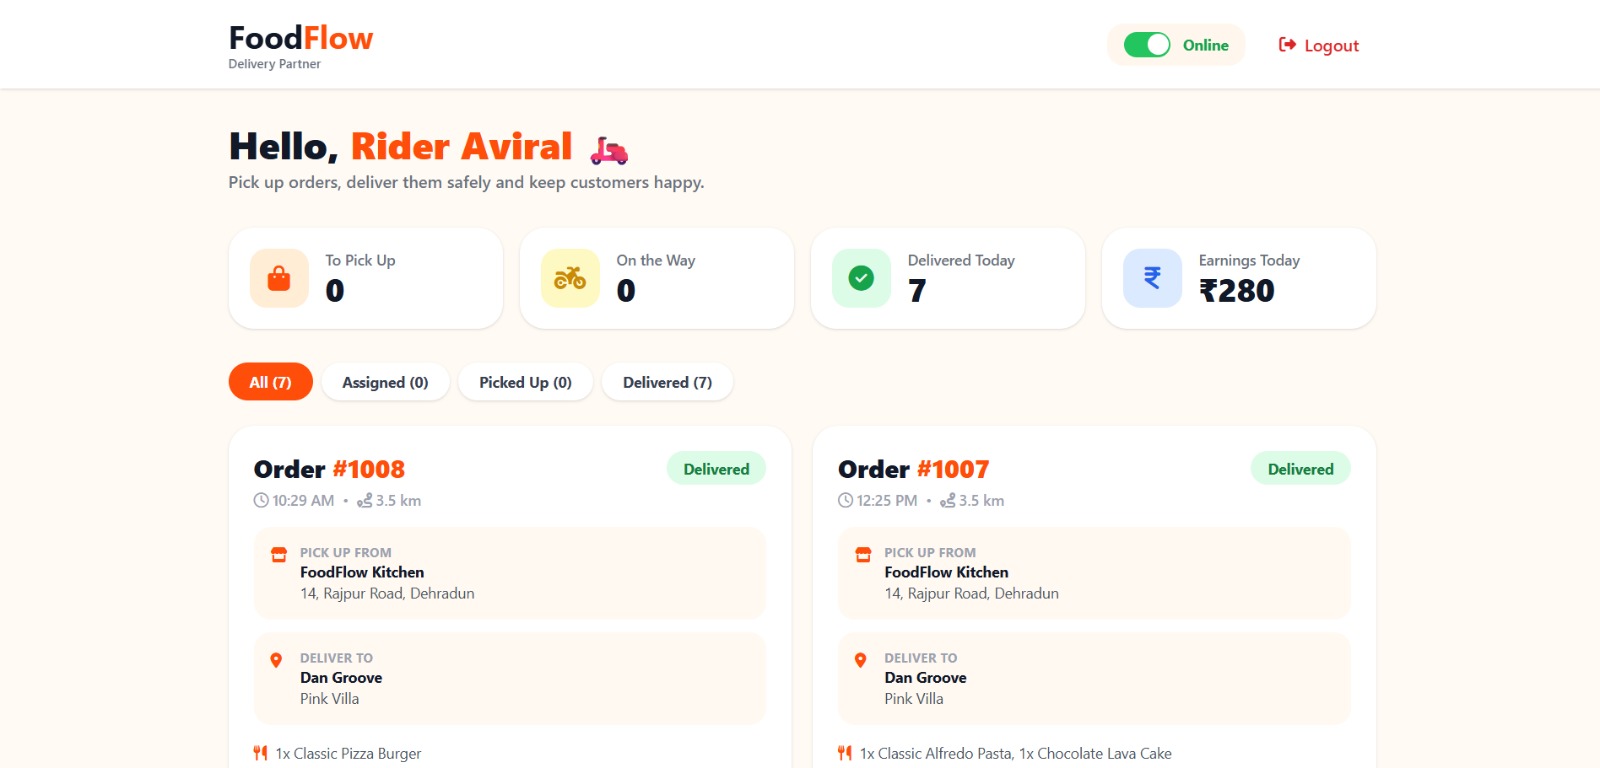 FoodFlow
Delivery Partner
Online
Logout
Hello, Rider Aviral
Pick up orders, deliver them safely and keep customers happy.
To Pick Up
0
On the Way
0
Delivered Today
7
Earnings Today
₹280
All (7)
Assigned (0)
Picked Up (0)
Delivered (7)
Order #1008
Delivered
10:29 AM • 3.5 km
PICK UP FROM
FoodFlow Kitchen
14, Rajpur Road, Dehradun
DELIVER TO
Dan Groove
Pink Villa
1x Classic Pizza Burger
Order #1007
Delivered
12:25 PM • 3.5 km
PICK UP FROM
FoodFlow Kitchen
14, Rajpur Road, Dehradun
DELIVER TO
Dan Groove
Pink Villa
1x Classic Alfredo Pasta, 1x Chocolate Lava Cake